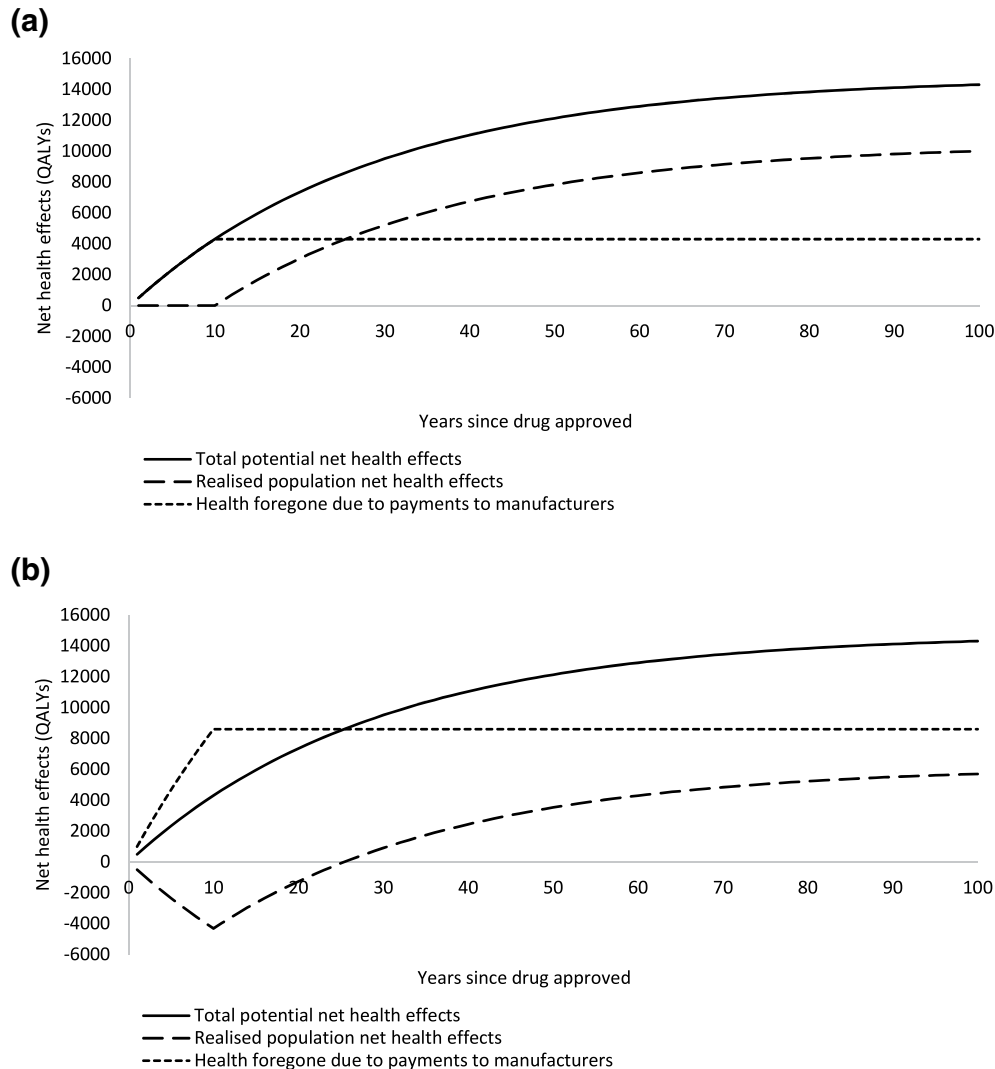 (a)
16000
14000
12000
10000
8000
6000
4000
2000
0
-2000
-4000
-6000
Net health effects (QALYs)
0 10 20 30 40 50 60 70 80 90 100
Years since drug approved
Total potential net health effects
Realised population net health effects
Health foregone due to payments to manufacturers
(b)
16000
14000
12000
10000
8000
6000
4000
2000
0
-2000
-4000
-6000
Net health effects (QALYs)
0 10 20 30 40 50 60 70 80 90 100
Years since drug approved
Total potential net health effects
Realised population net health effects
Health foregone due to payments to manufacturers